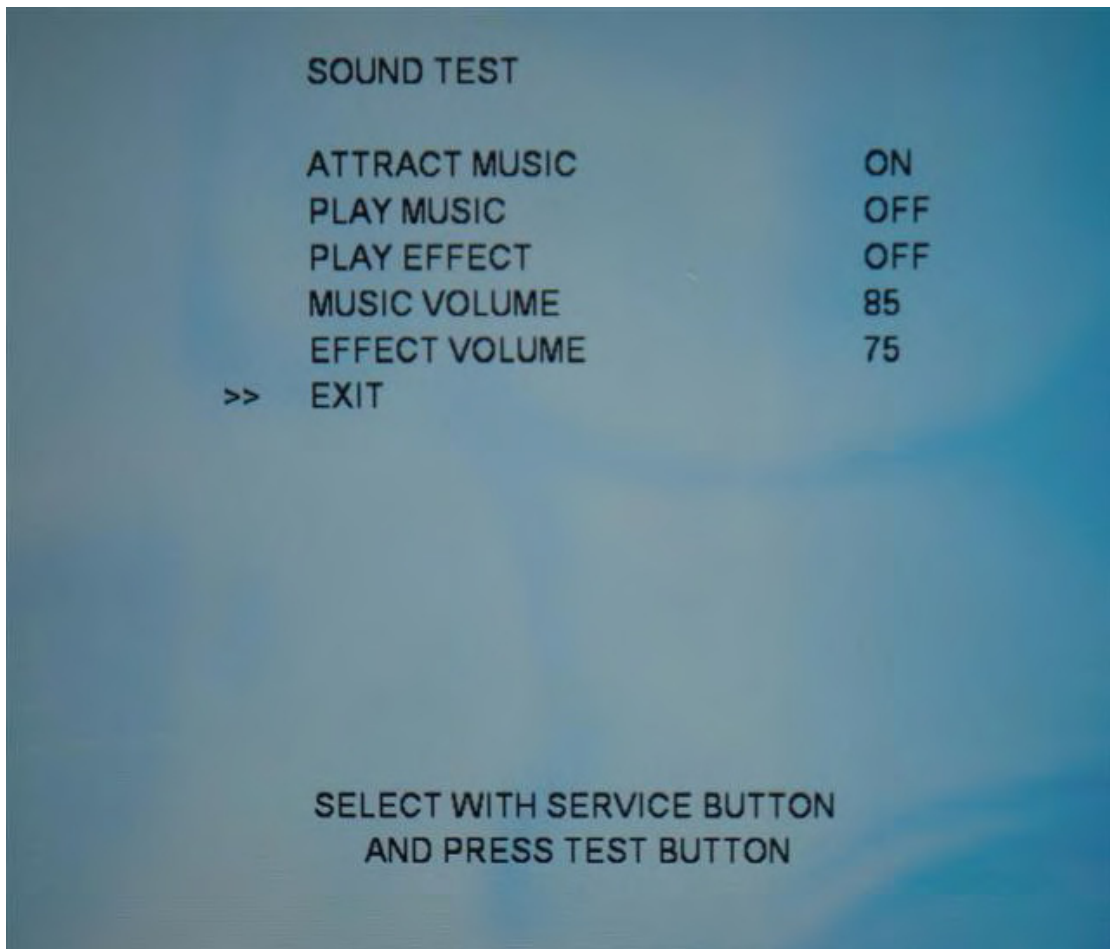 SOUND TEST
ATTRACT MUSIC ON
PLAY MUSIC OFF
PLAY EFFECT OFF
MUSIC VOLUME 85
EFFECT VOLUME 75
>> EXIT
SELECT WITH SERVICE BUTTON
AND PRESS TEST BUTTON